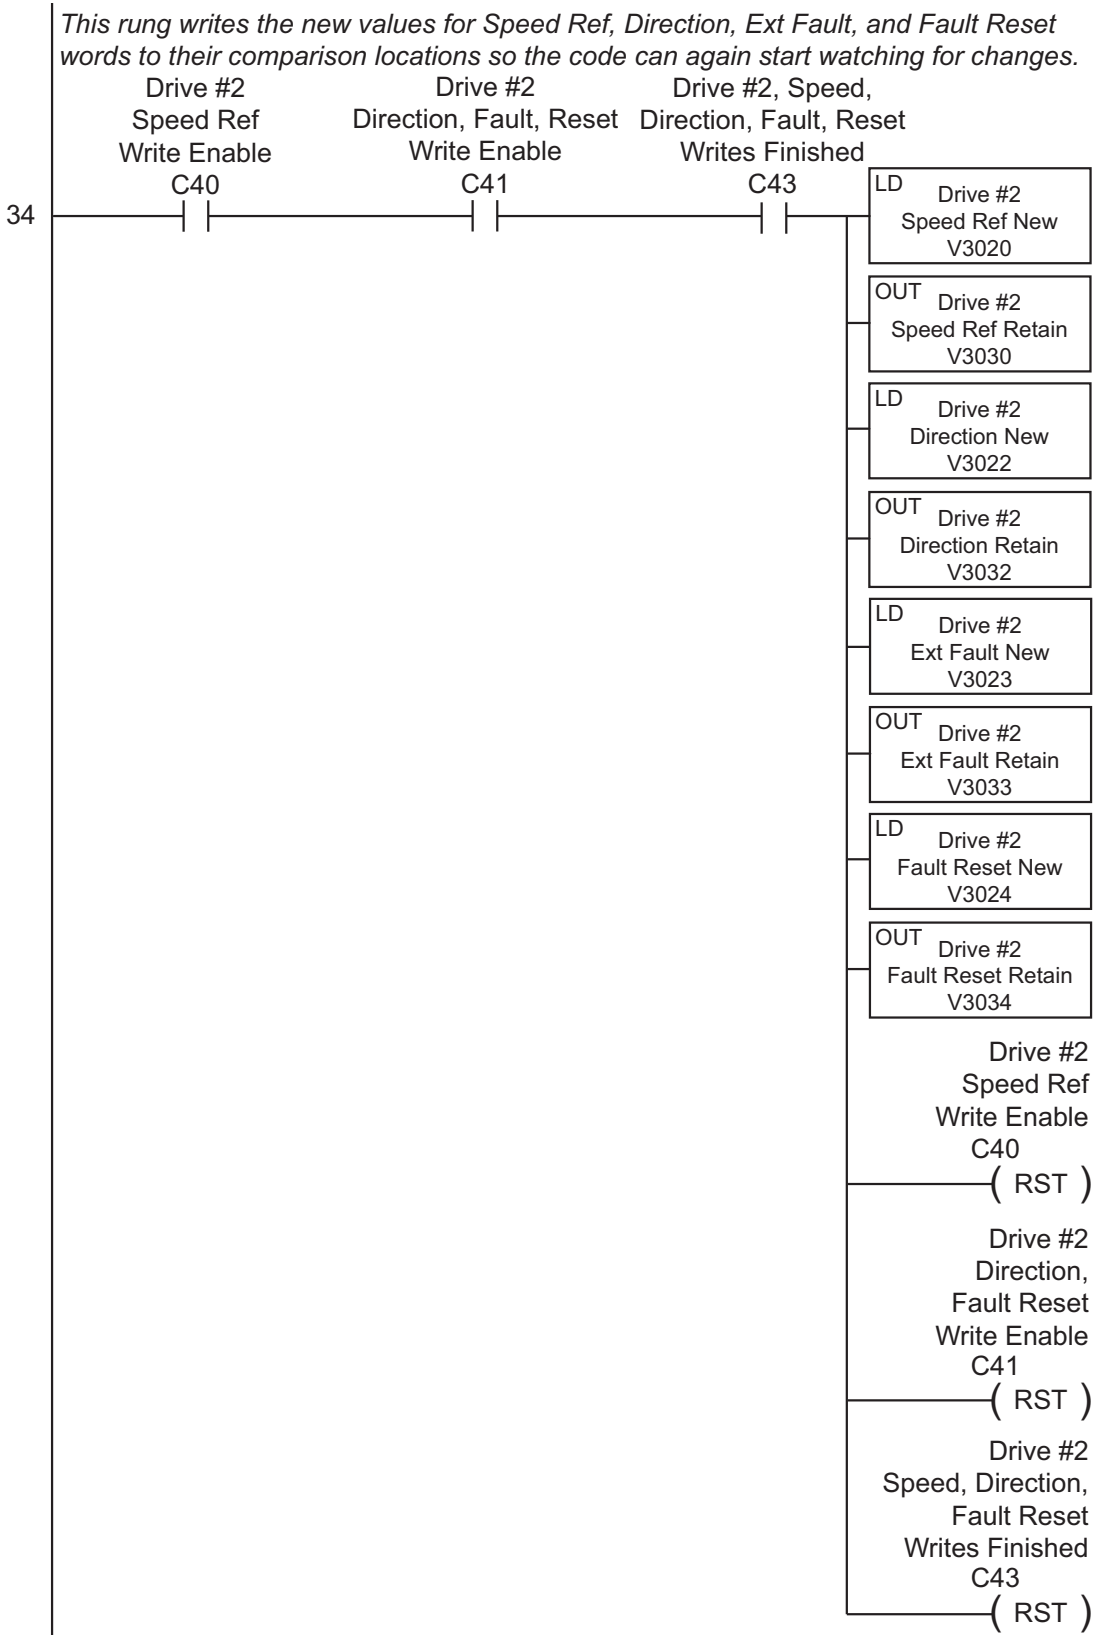 This rung writes the new values for Speed Ref, Direction, Ext Fault, and Fault Reset
words to their comparison locations so the code can again start watching for changes.
Drive #2
Speed Ref
Write Enable
C40
Drive #2
Direction, Fault, Reset
Write Enable
C41
Drive #2, Speed,
Direction, Fault, Reset
Writes Finished
C43
34
LD
Drive #2
Speed Ref New
V3020
OUT
Drive #2
Speed Ref Retain
V3030
LD
Drive #2
Direction New
V3022
OUT
Drive #2
Direction Retain
V3032
LD
Drive #2
Ext Fault New
V3023
OUT
Drive #2
Ext Fault Retain
V3033
LD
Drive #2
Fault Reset New
V3024
OUT
Drive #2
Fault Reset Retain
V3034
Drive #2
Speed Ref
Write Enable
C40
( RST )
Drive #2
Direction,
Fault Reset
Write Enable
C41
( RST )
Drive #2
Speed, Direction,
Fault Reset
Writes Finished
C43
( RST )